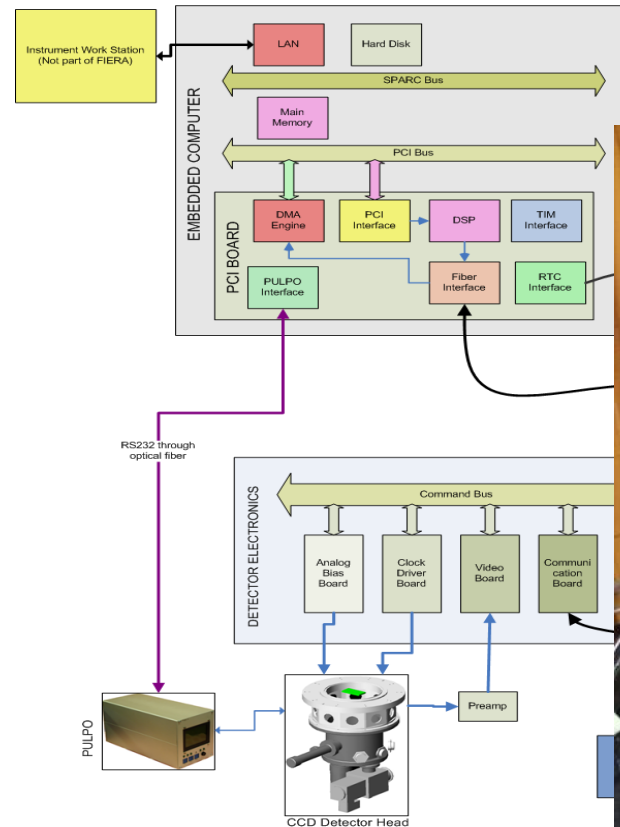 Instrument Work Station
(Not part of FIERA)
LAN
Hard Disk
SPARC Bus
Main
Memory
PCI Bus
EMBEDDED COMPUTER
PCI BOARD
DMA
Engine
PCI
Interface
DSP
TIM
Interface
PULPO
Interface
Fiber
Interface
RTC
Interface
RS232 through
optical fiber
DETECTOR ELECTRONICS
Command Bus
Analog
Bias
Board
Clock
Driver
Board
Video
Board
Communi
cation
Board
PULPO
Preamp
CCD Detector Head